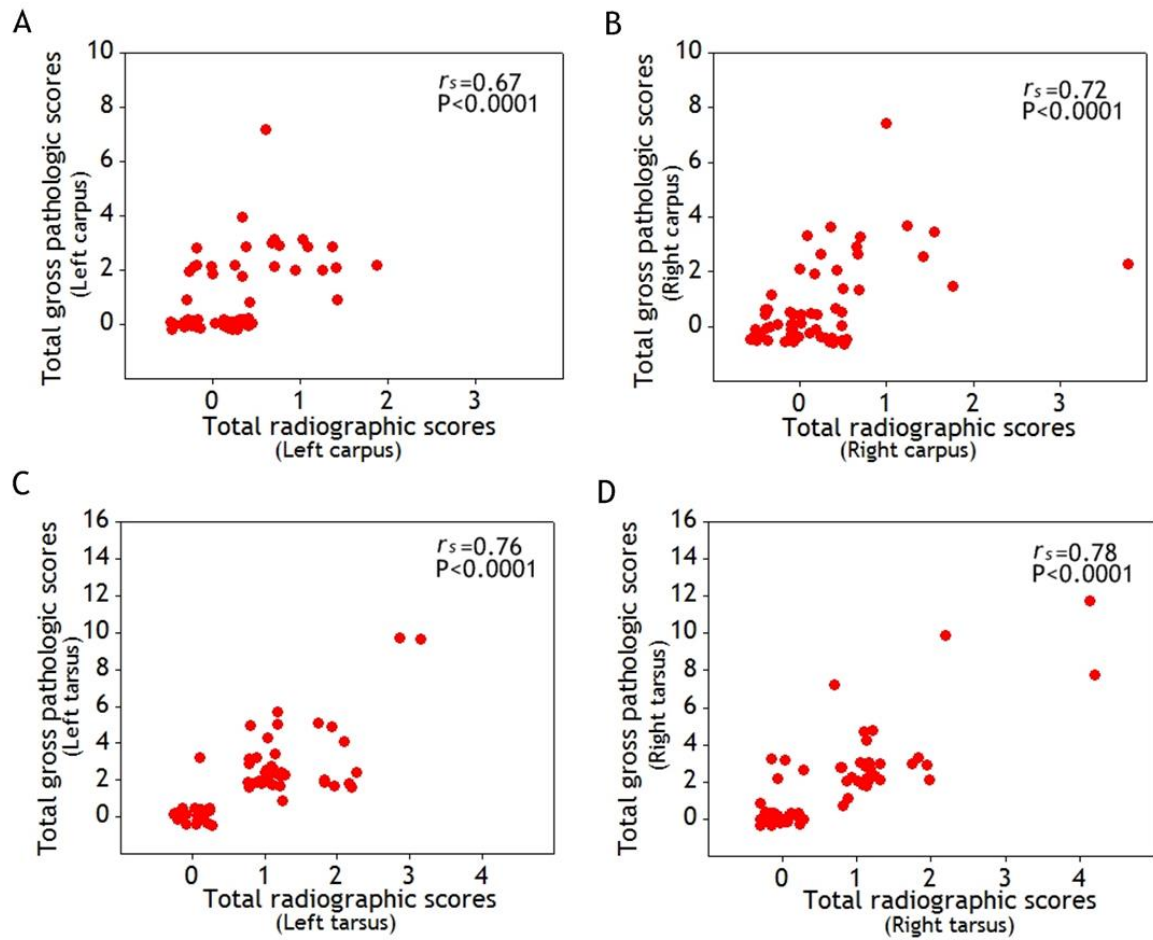 A
Total gross pathologic scores
(Left carpus)
10
8
6
4
2
0
rs=0.67
P<0.0001
0 1 2 3
Total radiographic scores
(Left carpus)
B
Total gross pathologic scores
(Right carpus)
10
8
6
4
2
0
rs=0.72
P<0.0001
0 1 2 3
Total radiographic scores
(Right carpus)
C
Total gross pathologic scores
(Left tarsus)
16
14
12
10
8
6
4
2
0
rs=0.76
P<0.0001
0 1 2 3 4
Total radiographic scores
(Left tarsus)
D
Total gross pathologic scores
(Right tarsus)
16
14
12
10
8
6
4
2
0
rs=0.78
P<0.0001
0 1 2 3 4
Total radiographic scores
(Right tarsus)